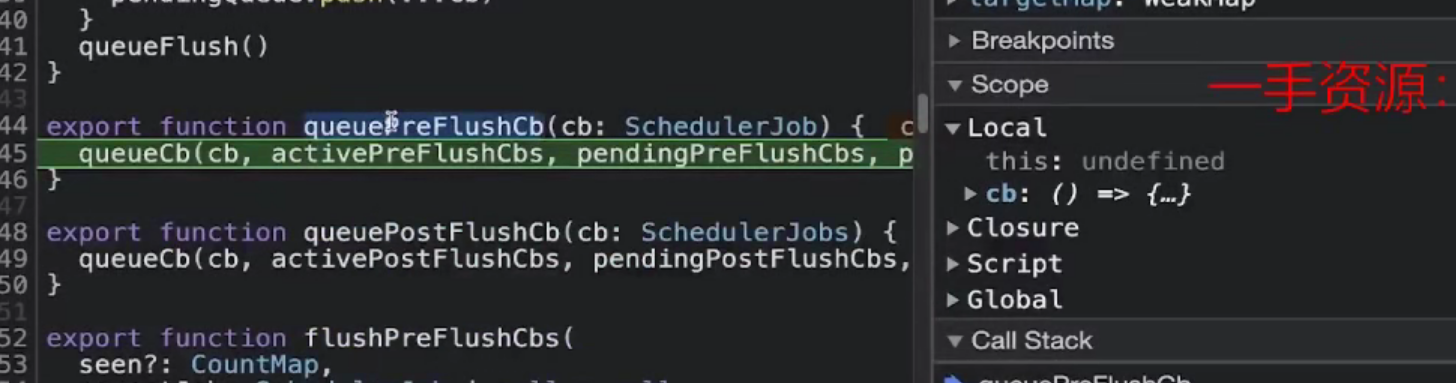 pendingQueue.push(...cb)
40 }
41 queueFlush()
42 }
43
44 export function queuePreFlushCb(cb: SchedulerJob) { c
45 queueCb(cb, activePreFlushCbs, pendingPreFlushCbs, p
46 }
47
48 export function queuePostFlushCb(cb: SchedulerJobs) {
49 queueCb(cb, activePostFlushCbs, pendingPostFlushCbs,
50 }
51
52 export function flushPreFlushCbs(
53 seen?: CountMap,
targetMap: WeakMap
Breakpoints
Scope
一手资源:
Local
this: undefined
cb: () => {…}
Closure
Script
Global
Call Stack
queuePreFlushCb